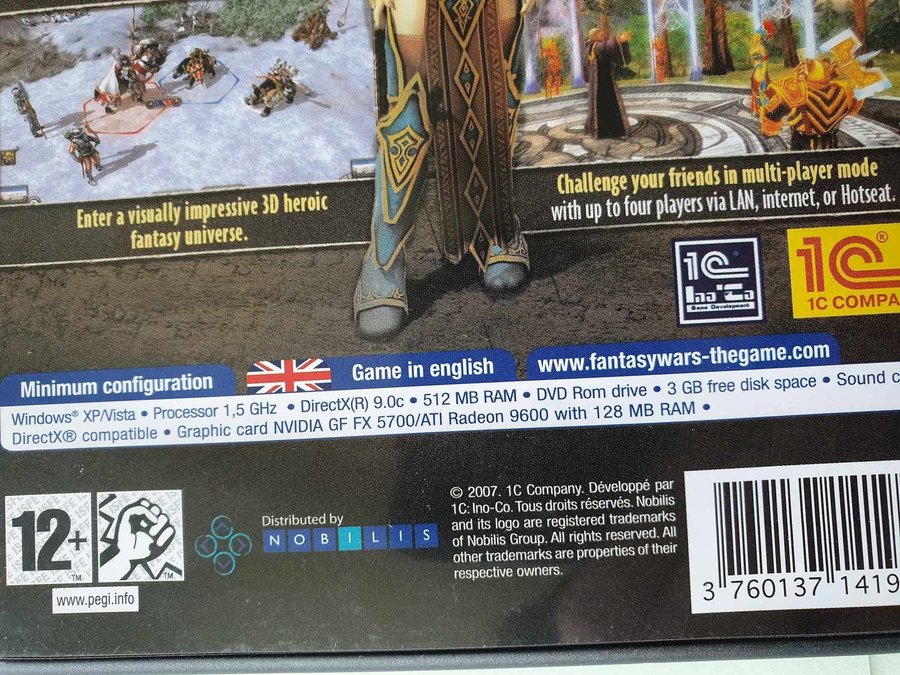 Enter a visually impressive 3D heroic
fantasy universe.
Challenge your friends in multi-player mode
with up to four players via LAN, internet, or Hotseat.
1C
Ino-Co
Game Development
1C®
1C COMPA
Minimum configuration
Game in english
www.fantasywars-thegame.com
Windows® XP/Vista • Processor 1,5 GHz • DirectX(R) 9.0c • 512 MB RAM • DVD Rom drive • 3 GB free disk space • Sound c
DirectX® compatible • Graphic card NVIDIA GF FX 5700/ATI Radeon 9600 with 128 MB RAM •
12+
TM
TM
www.pegi.info
Distributed by
NOBILIS
© 2007. 1C Company. Développé par
1C: Ino-Co. Tous droits réservés. Nobilis
and its logo are registered trademarks
of Nobilis Group. All rights reserved. All
other trademarks are properties of their
respective owners.
3 760137 1419